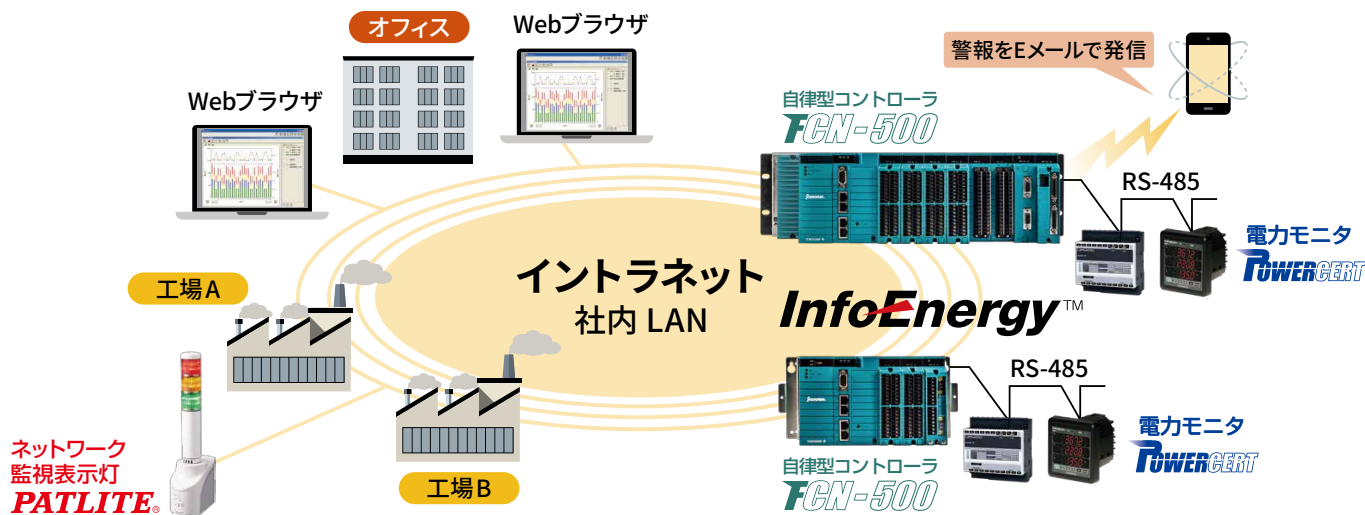 オフィス
Webブラウザ
Webブラウザ
警報をEメールで発信
自律型コントローラ
FCN-500
RS-485
電力モニタ
POWERCERT
イントラネット
社内 LAN
InfoEnergy™
工場A
工場B
ネットワーク
監視表示灯
PATLITE®
RS-485
電力モニタ
POWERCERT
自律型コントローラ
FCN-500